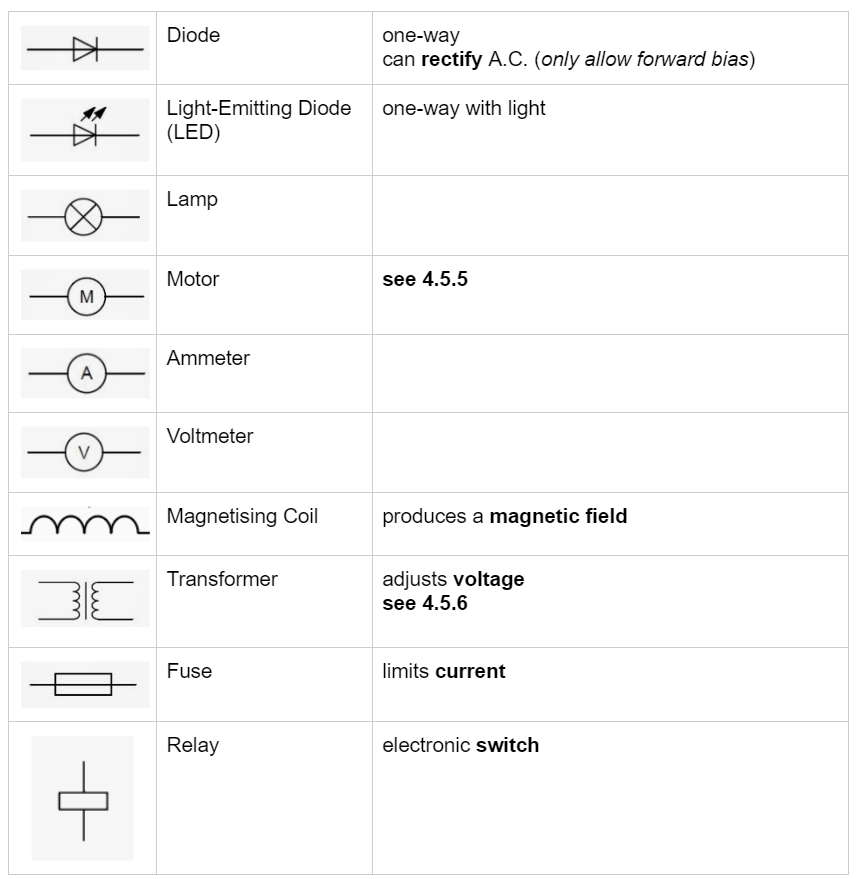 Diode
one-way
can rectify A.C. (only allow forward bias)
Light-Emitting Diode
(LED)
one-way with light
Lamp
M
Motor
see 4.5.5
A
Ammeter
V
Voltmeter
Magnetising Coil
produces a magnetic field
Transformer
adjusts voltage
see 4.5.6
Fuse
limits current
Relay
electronic switch